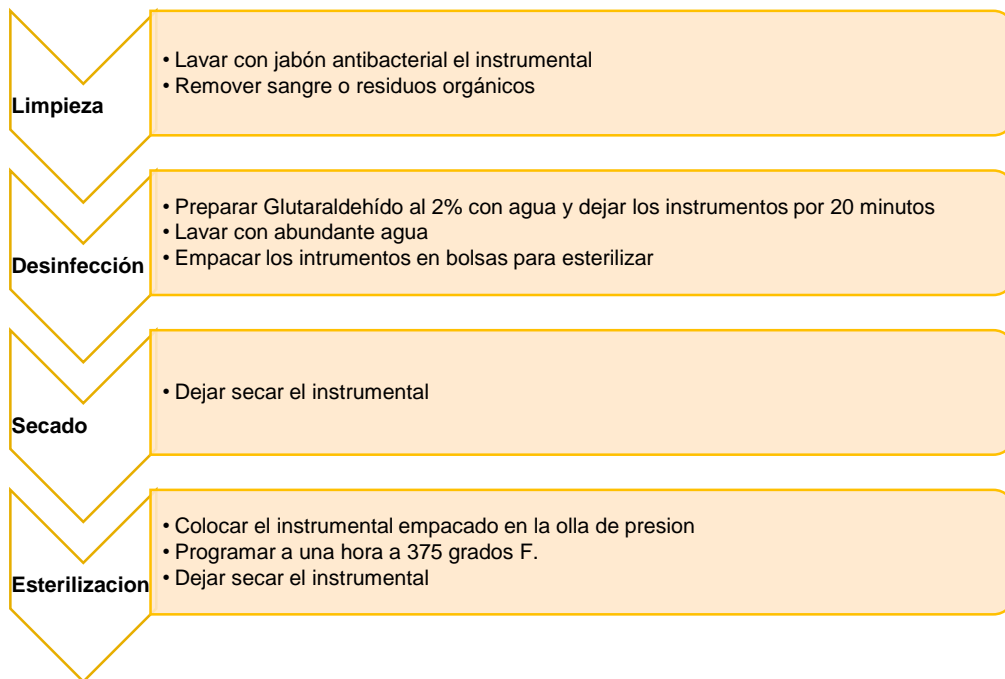 Limpieza
• Lavar con jabón antibacterial el instrumental
• Remover sangre o residuos orgánicos
Desinfección
• Preparar Glutaraldehído al 2% con agua y dejar los instrumentos por 20 minutos
• Lavar con abundante agua
• Empacar los intrumentos en bolsas para esterilizar
Secado
• Dejar secar el instrumental
Esterilizacion
• Colocar el instrumental empacado en la olla de presion
• Programar a una hora a 375 grados F.
• Dejar secar el instrumental